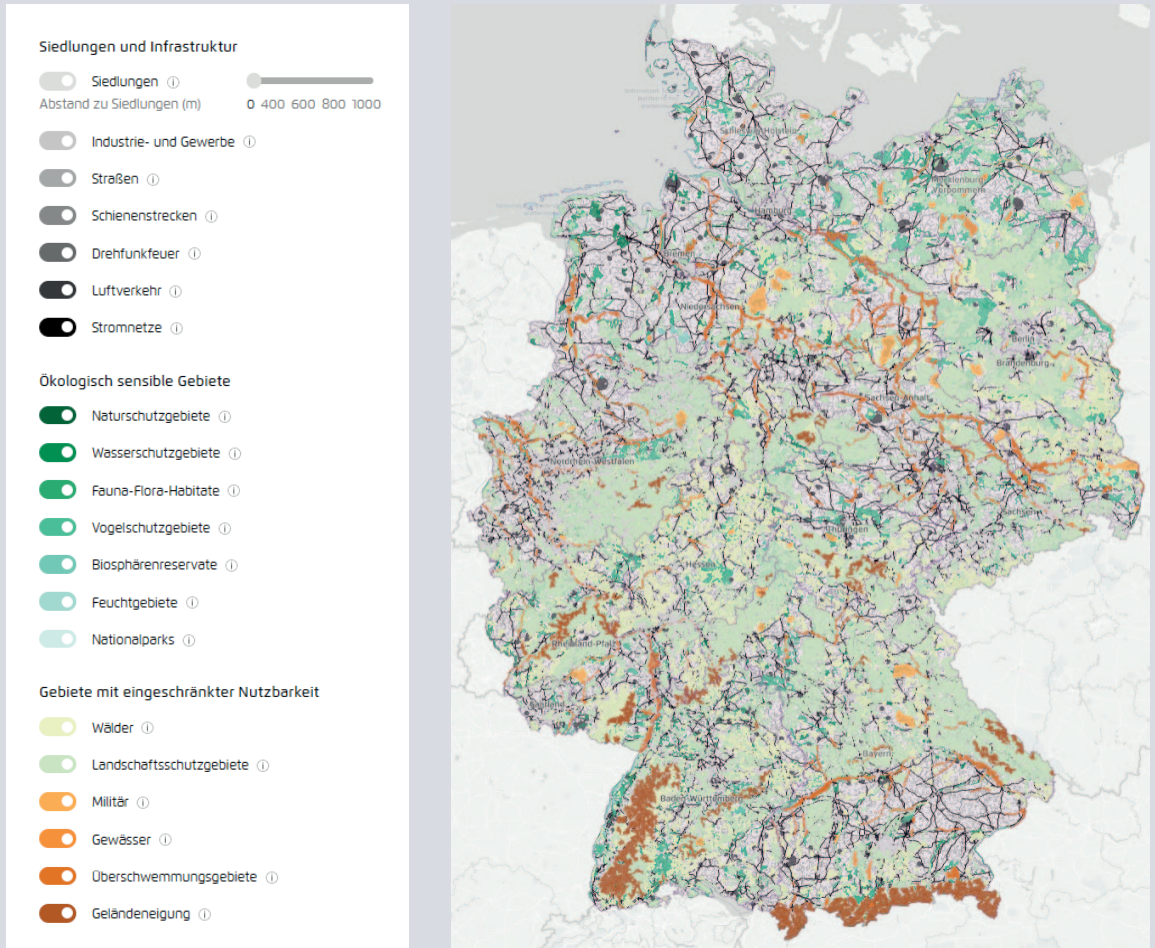 Siedlungen und Infrastruktur
Siedlungen
Abstand zu Siedlungen (m)
0 400 600 800 1000
Industrie- und Gewerbe
Straßen
Schienenstrecken
Drehfunkfeuer
Luftverkehr
Stromnetze
Ökologisch sensible Gebiete
Naturschutzgebiete
Wasserschutzgebiete
Fauna-Flora-Habitate
Vogelschutzgebiete
Biosphärenreservate
Feuchtgebiete
Nationalparks
Gebiete mit eingeschränkter Nutzbarkeit
Wälder
Landschaftsschutzgebiete
Militär
Gewässer
Überschwemmungsgebiete
Geländeneigung
Schleswig-Holstein
Mecklenburg-
Vorpommern
Hamburg
Bremen
Niedersachsen
Berlin
Brandenburg
Sachsen-Anhalt
Nordrhein-Westfalen
Sachsen
Thüringen
Hessen
Rheinland-Pfalz
Saarland
Bayern
Baden-Württemberg